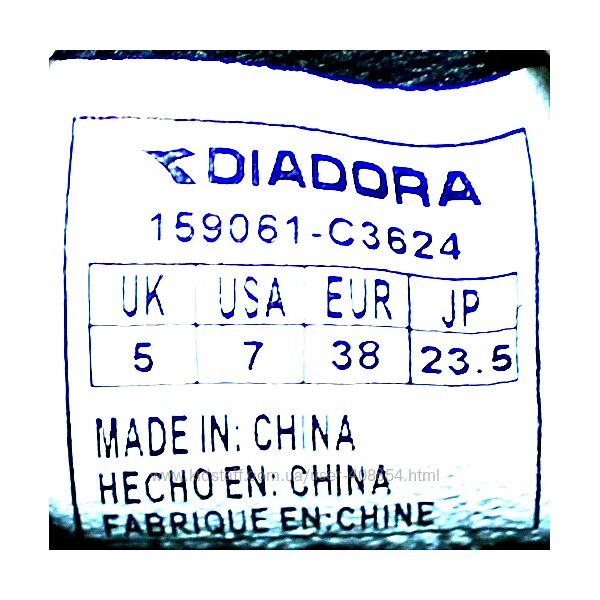 DIADORA
159061-C3624
UK USA EUR JP
5 7 38 23.5
MADE IN: CHINA
HECHO EN: CHINA
FABRIQUE EN:CHINE